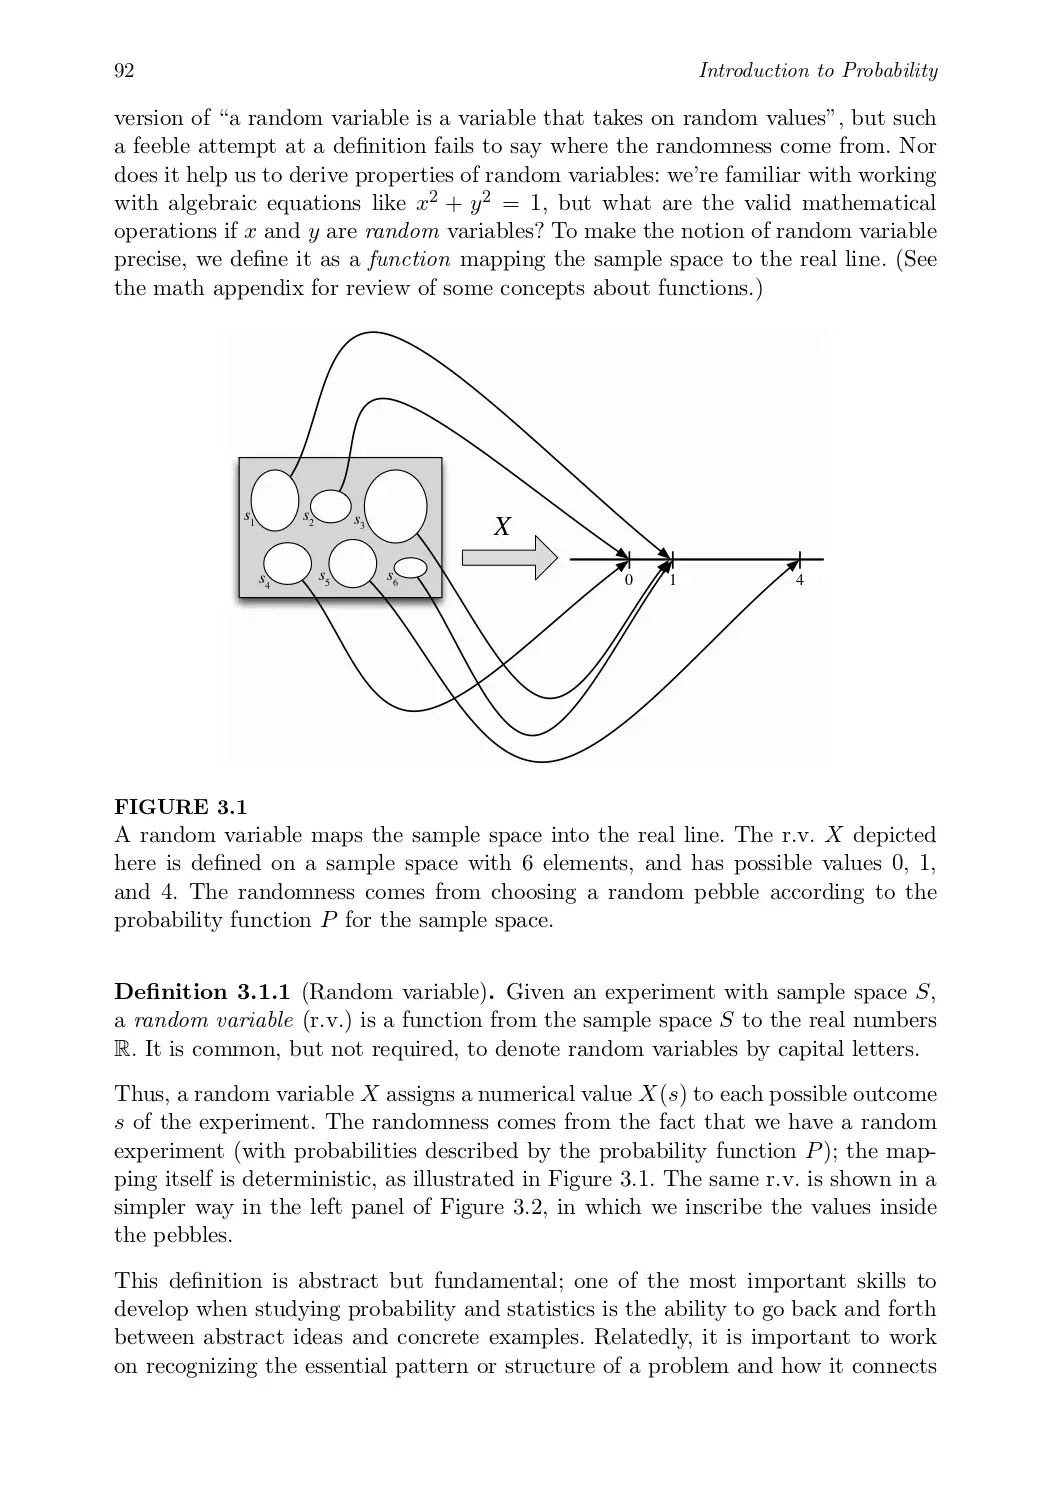 92
Introduction to Probability
version of “a random variable is a variable that takes on random values”, but such
a feeble attempt at a definition fails to say where the randomness come from. Nor
does it help us to derive properties of random variables: we’re familiar with working
with algebraic equations like x² + y² = 1, but what are the valid mathematical
operations if x and y are random variables? To make the notion of random variable
precise, we define it as a function mapping the sample space to the real line. (See
the math appendix for review of some concepts about functions.)
s₁
s₂
s₃
s₄
s₅
s₆
X
0
1
4
FIGURE 3.1
A random variable maps the sample space into the real line. The r.v. X depicted
here is defined on a sample space with 6 elements, and has possible values 0, 1,
and 4. The randomness comes from choosing a random pebble according to the
probability function P for the sample space.
Definition 3.1.1 (Random variable). Given an experiment with sample space S,
a random variable (r.v.) is a function from the sample space S to the real numbers
ℝ. It is common, but not required, to denote random variables by capital letters.
Thus, a random variable X assigns a numerical value X(s) to each possible outcome
s of the experiment. The randomness comes from the fact that we have a random
experiment (with probabilities described by the probability function P); the map-
ping itself is deterministic, as illustrated in Figure 3.1. The same r.v. is shown in a
simpler way in the left panel of Figure 3.2, in which we inscribe the values inside
the pebbles.
This definition is abstract but fundamental; one of the most important skills to
develop when studying probability and statistics is the ability to go back and forth
between abstract ideas and concrete examples. Relatedly, it is important to work
on recognizing the essential pattern or structure of a problem and how it connects